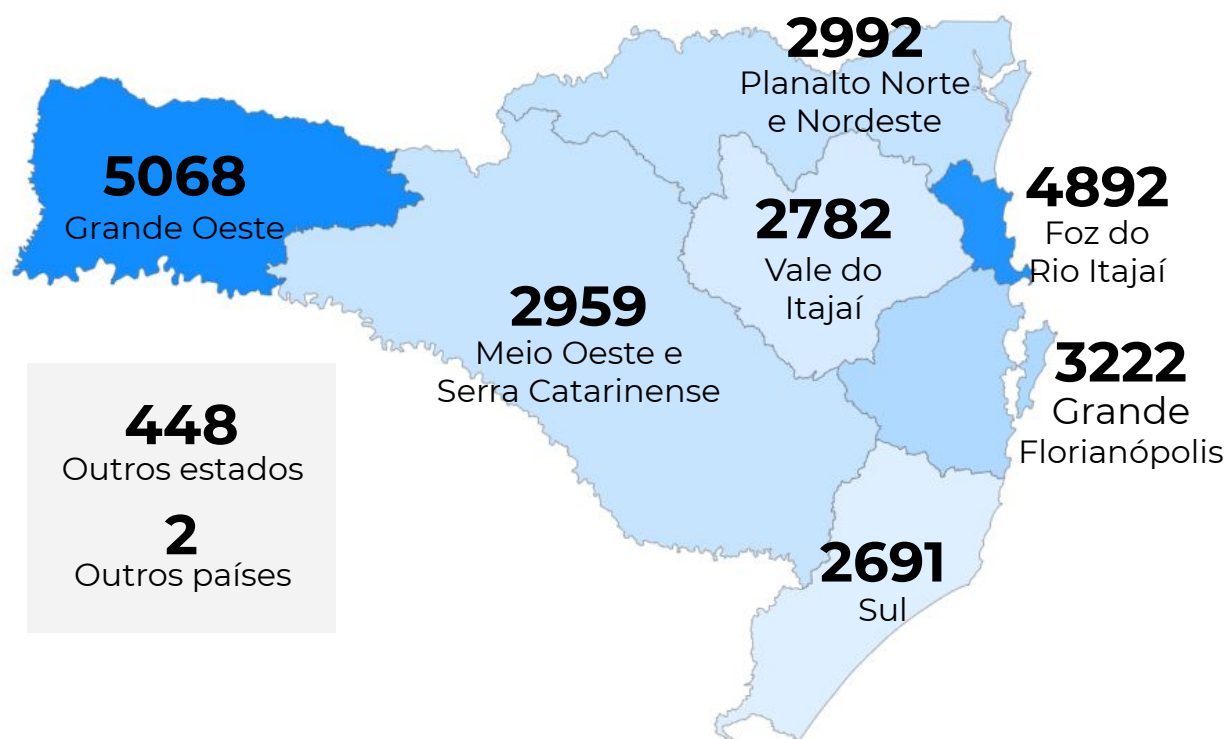 2992
Planalto Norte
e Nordeste
5068
Grande Oeste
4892
Foz do
Rio Itajaí
2782
Vale do
Itajaí
2959
Meio Oeste e
Serra Catarinense
3222
Grande
Florianópolis
448
Outros estados
2
Outros países
2691
Sul